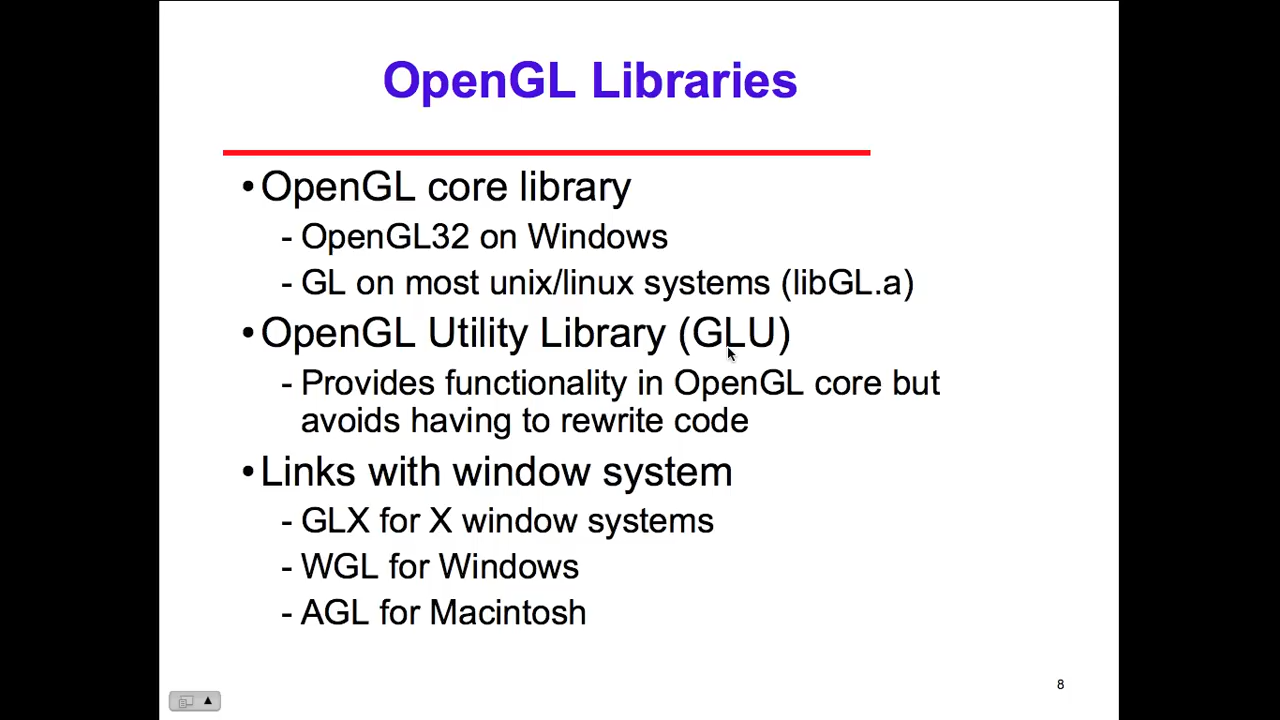 OpenGL Libraries
•OpenGL core library
- OpenGL32 on Windows
- GL on most unix/linux systems (libGL.a)
•OpenGL Utility Library (GLU)
- Provides functionality in OpenGL core but
avoids having to rewrite code
•Links with window system
- GLX for X window systems
- WGL for Windows
- AGL for Macintosh
8